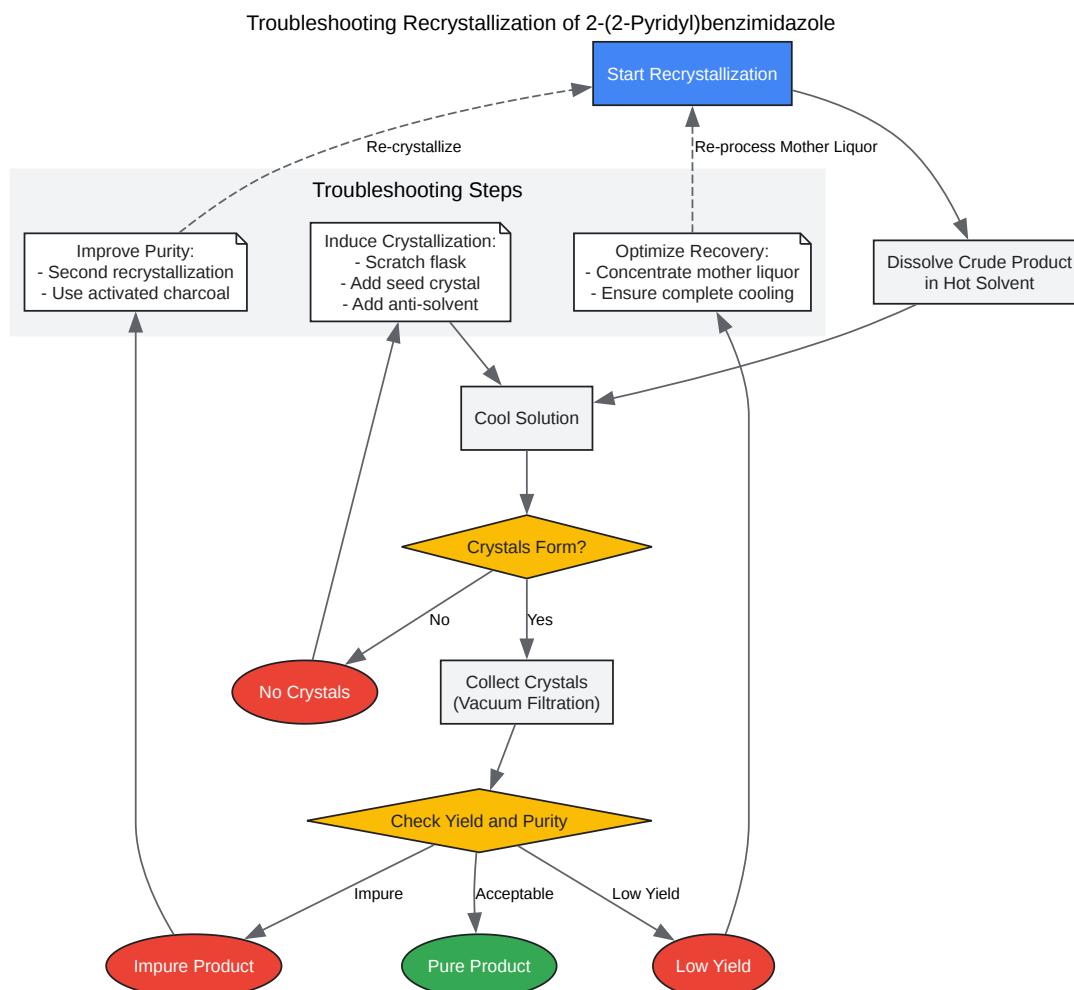 Troubleshooting Recrystallization of 2-(2-Pyridyl)benzimidazole
Start Recrystallization
Re-crystallize
Re-process Mother Liquor
Troubleshooting Steps
Improve Purity:
- Second recrystallization
- Use activated charcoal
Induce Crystallization:
- Scratch flask
- Add seed crystal
- Add anti-solvent
Optimize Recovery:
- Concentrate mother liquor
- Ensure complete cooling
Dissolve Crude Product
in Hot Solvent
Cool Solution
Crystals Form?
No
Yes
No Crystals
Collect Crystals
(Vacuum Filtration)
Check Yield and Purity
Impure
Acceptable
Low Yield
Impure Product
Pure Product
Low Yield